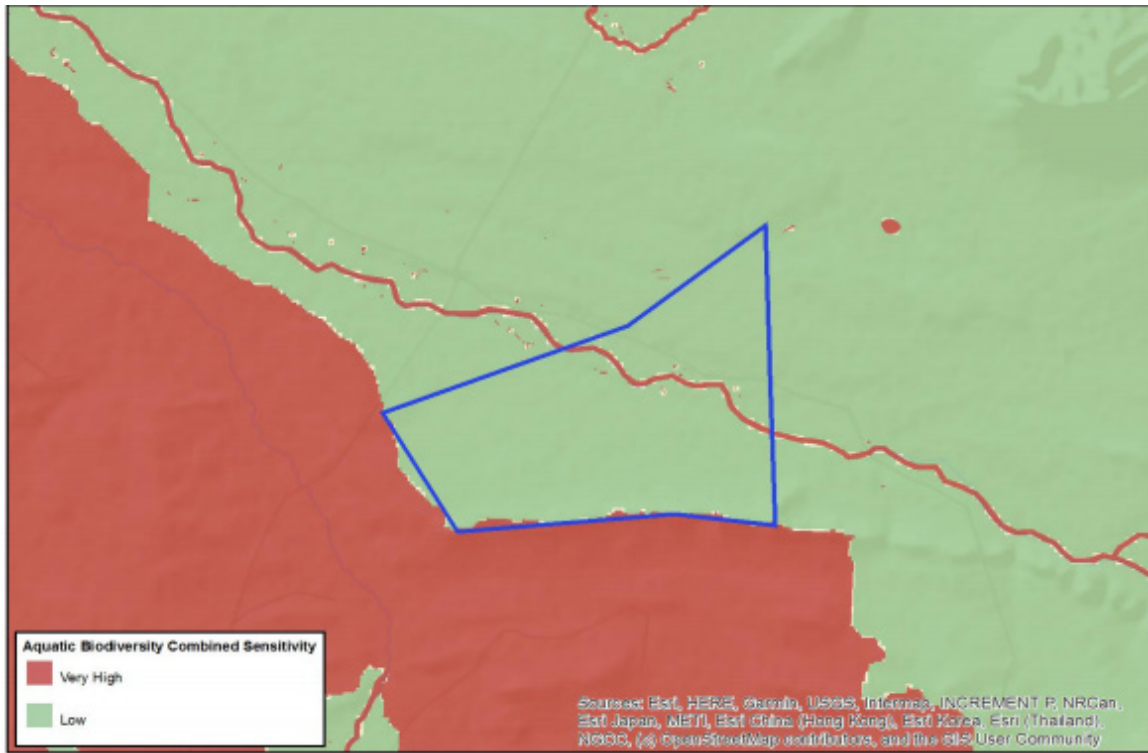 Aquatic Biodiversity Combined Sensitivity
Very High
Low
Sources: Esri, HERE, Garmin, USGS, Intermap, INCREMENT P, NRCan,
Esri Japan, METI, Esri China (Hong Kong), Esri Korea, Esri (Thailand),
NGCC, (c) OpenStreetMap contributors, and the GIS User Community